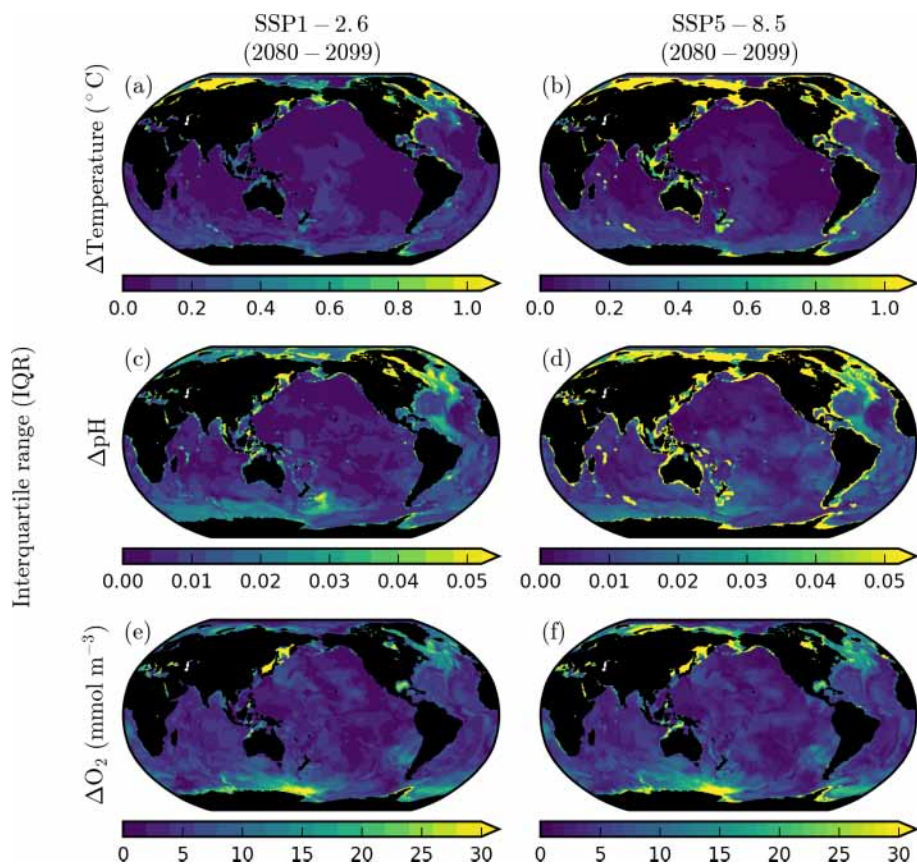 SSP1 − 2.6
(2080 − 2099)
SSP5 − 8.5
(2080 − 2099)
Interquartile range (IQR)
ΔTemperature (°C)
(a)
(b)
0.0 0.2 0.4 0.6 0.8 1.0
0.0 0.2 0.4 0.6 0.8 1.0
ΔpH
(c)
(d)
0.00 0.01 0.02 0.03 0.04 0.05
0.00 0.01 0.02 0.03 0.04 0.05
ΔO₂ (mmol m⁻³)
(e)
(f)
0 5 10 15 20 25 30
0 5 10 15 20 25 30